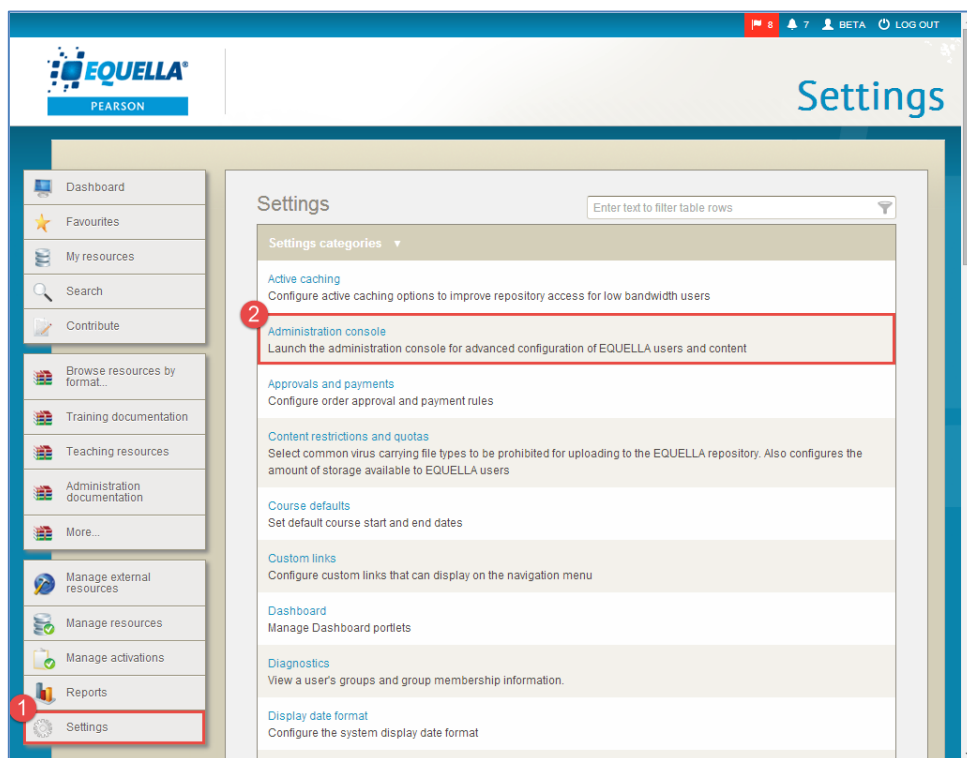 8 7 BETA LOG OUT
EQUELLA®
PEARSON
Settings
Dashboard
Favourites
My resources
Search
Contribute
Browse resources by
format...
Training documentation
Teaching resources
Administration
documentation
More...
Manage external
resources
Manage resources
Manage activations
Reports
1
Settings
Settings
Enter text to filter table rows
Settings categories ▼
Active caching
Configure active caching options to improve repository access for low bandwidth users
2
Administration console
Launch the administration console for advanced configuration of EQUELLA users and content
Approvals and payments
Configure order approval and payment rules
Content restrictions and quotas
Select common virus carrying file types to be prohibited for uploading to the EQUELLA repository. Also configures the
amount of storage available to EQUELLA users
Course defaults
Set default course start and end dates
Custom links
Configure custom links that can display on the navigation menu
Dashboard
Manage Dashboard portlets
Diagnostics
View a user's groups and group membership information.
Display date format
Configure the system display date format